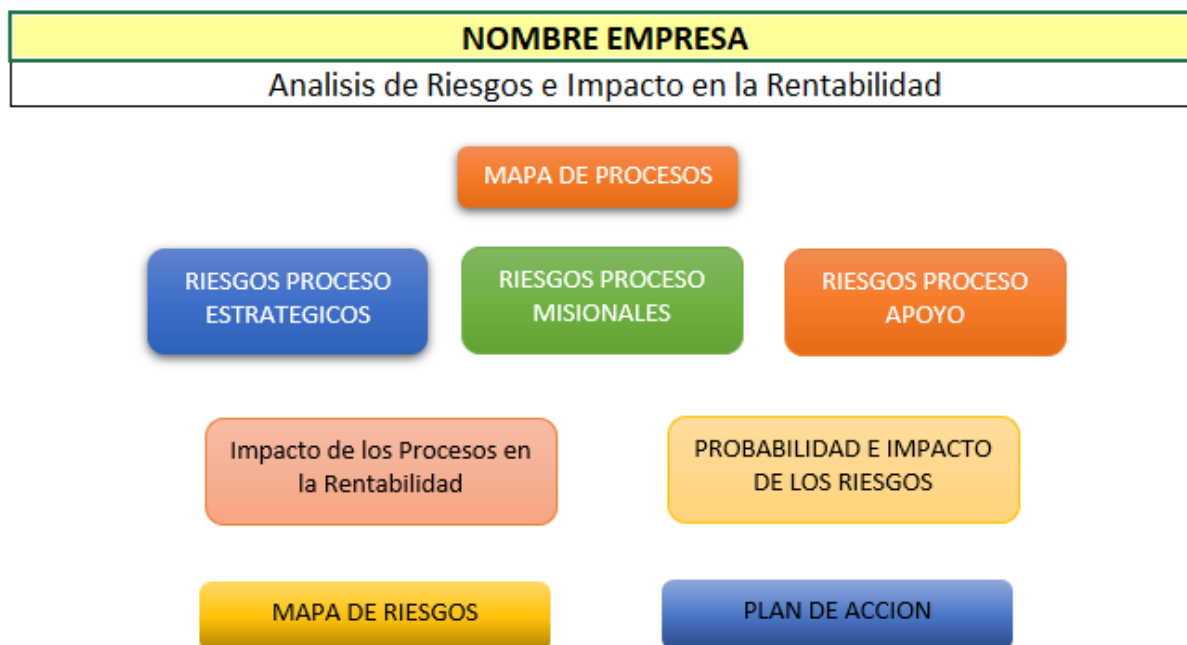 NOMBRE EMPRESA
Analisis de Riesgos e Impacto en la Rentabilidad
MAPA DE PROCESOS
RIESGOS PROCESO
ESTRATEGICOS
RIESGOS PROCESO
MISIONALES
RIESGOS PROCESO
APOYO
Impacto de los Procesos en
la Rentabilidad
PROBABILIDAD E IMPACTO
DE LOS RIESGOS
MAPA DE RIESGOS
PLAN DE ACCION